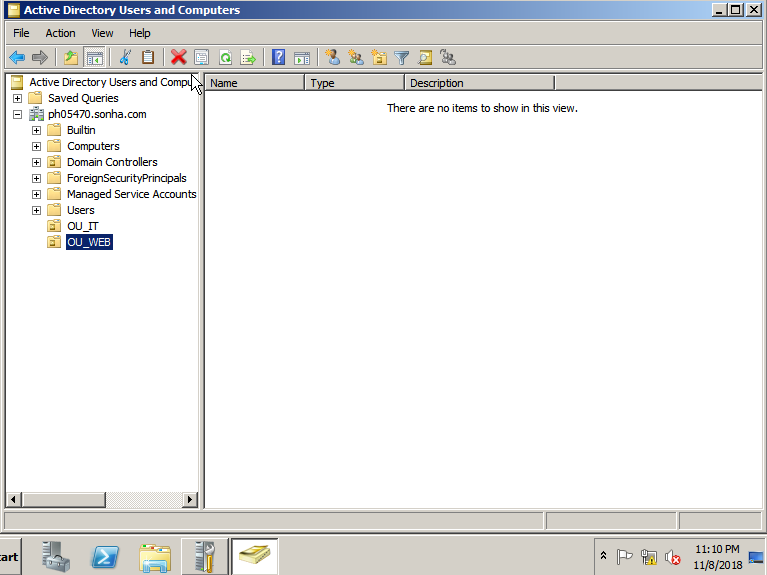 Active Directory Users and Computers
File Action View Help
Active Directory Users and Compu
Name Type Description
There are no items to show in this view.
Saved Queries
ph05470.sonha.com
Builtin
Computers
Domain Controllers
ForeignSecurityPrincipals
Managed Service Accounts
Users
OU_IT
OU_WEB
art
11:10 PM
11/8/2018